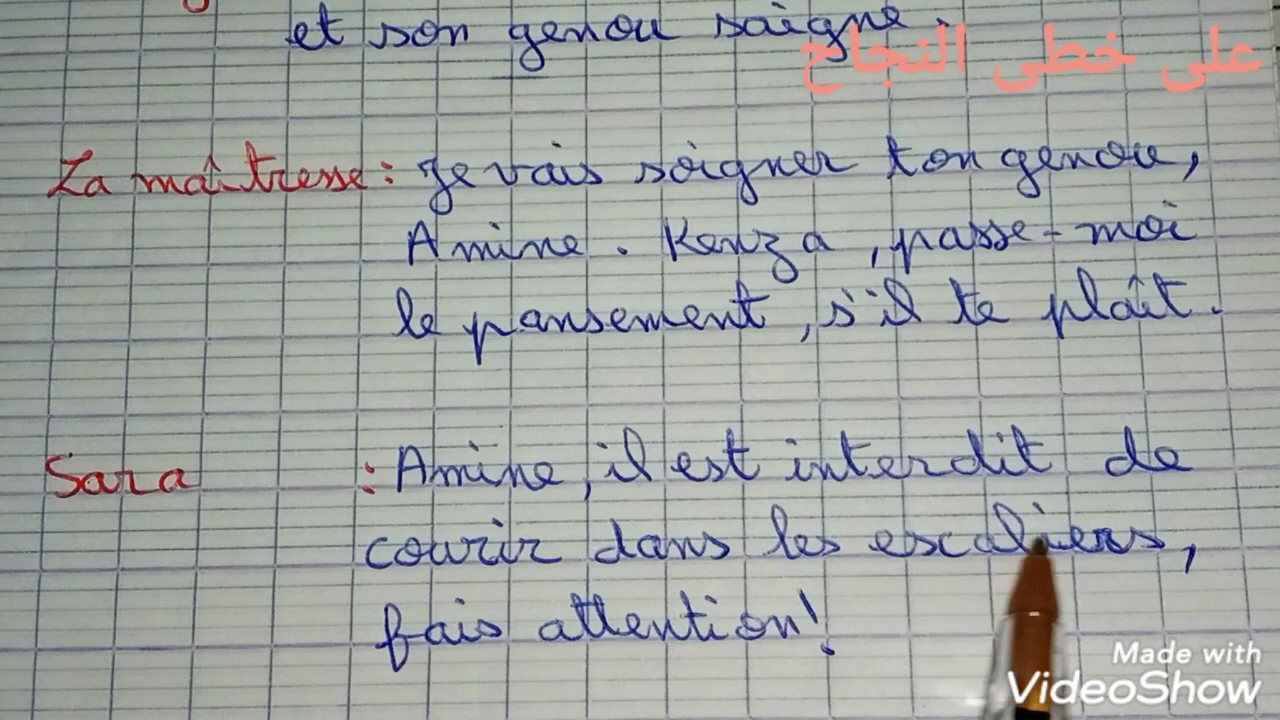 et son genou saigne.
على خطى النجاح
La maîtresse : Je vais soigner ton genou,
Amine. Kenza, passe-moi
le pansement, s'il te plaît.
Sara : Amine, il est interdit de
courir dans les escaliers,
fais attention!
Made with
VideoShow